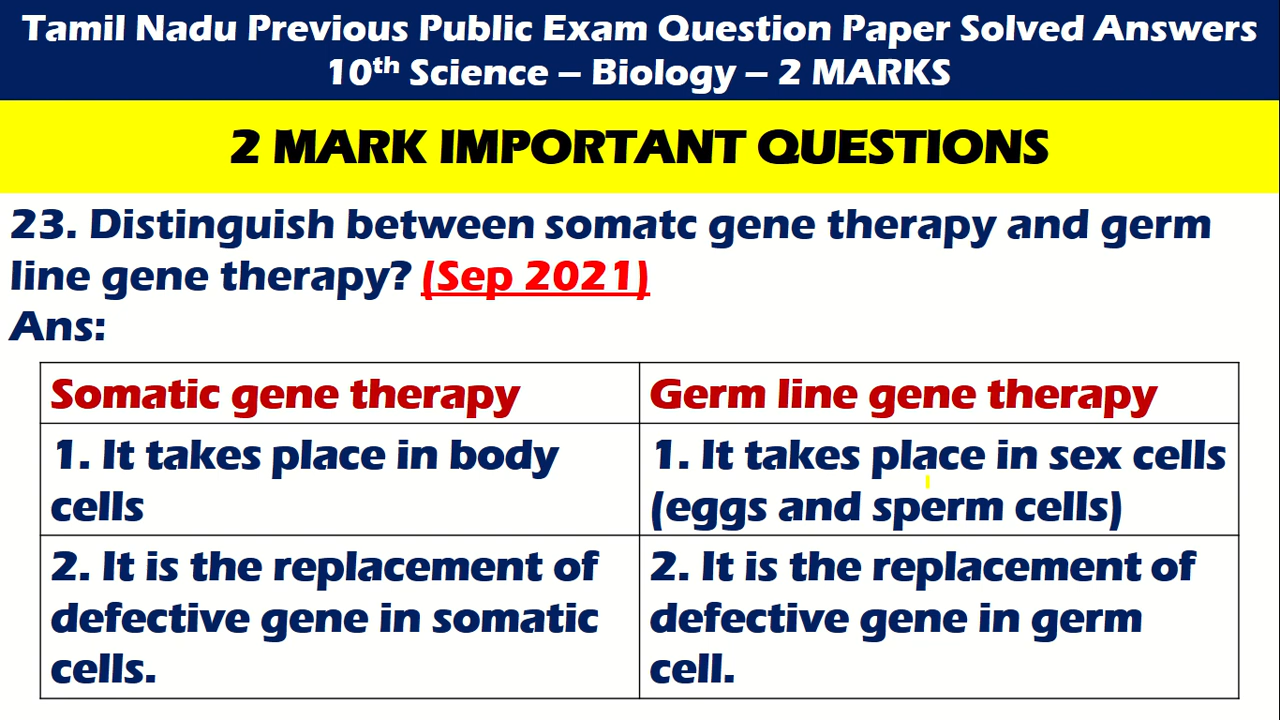 Tamil Nadu Previous Public Exam Question Paper Solved Answers
10th Science – Biology – 2 MARKS
2 MARK IMPORTANT QUESTIONS
23. Distinguish between somatc gene therapy and germ
line gene therapy? (Sep 2021)
Ans:
Somatic gene therapy
Germ line gene therapy
1. It takes place in body
cells
1. It takes place in sex cells
(eggs and sperm cells)
2. It is the replacement of
defective gene in somatic
cells.
2. It is the replacement of
defective gene in germ
cell.